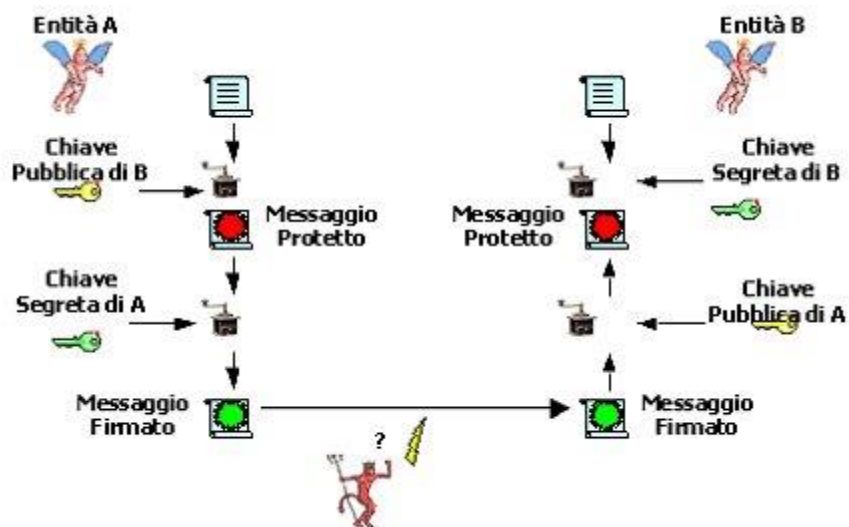 Entità A
Entità B
Chiave
Pubblica di B
Chiave
Segreta di B
Messaggio
Protetto
Messaggio
Protetto
Chiave
Segreta di A
Chiave
Pubblica di A
Messaggio
Firmato
Messaggio
Firmato
?